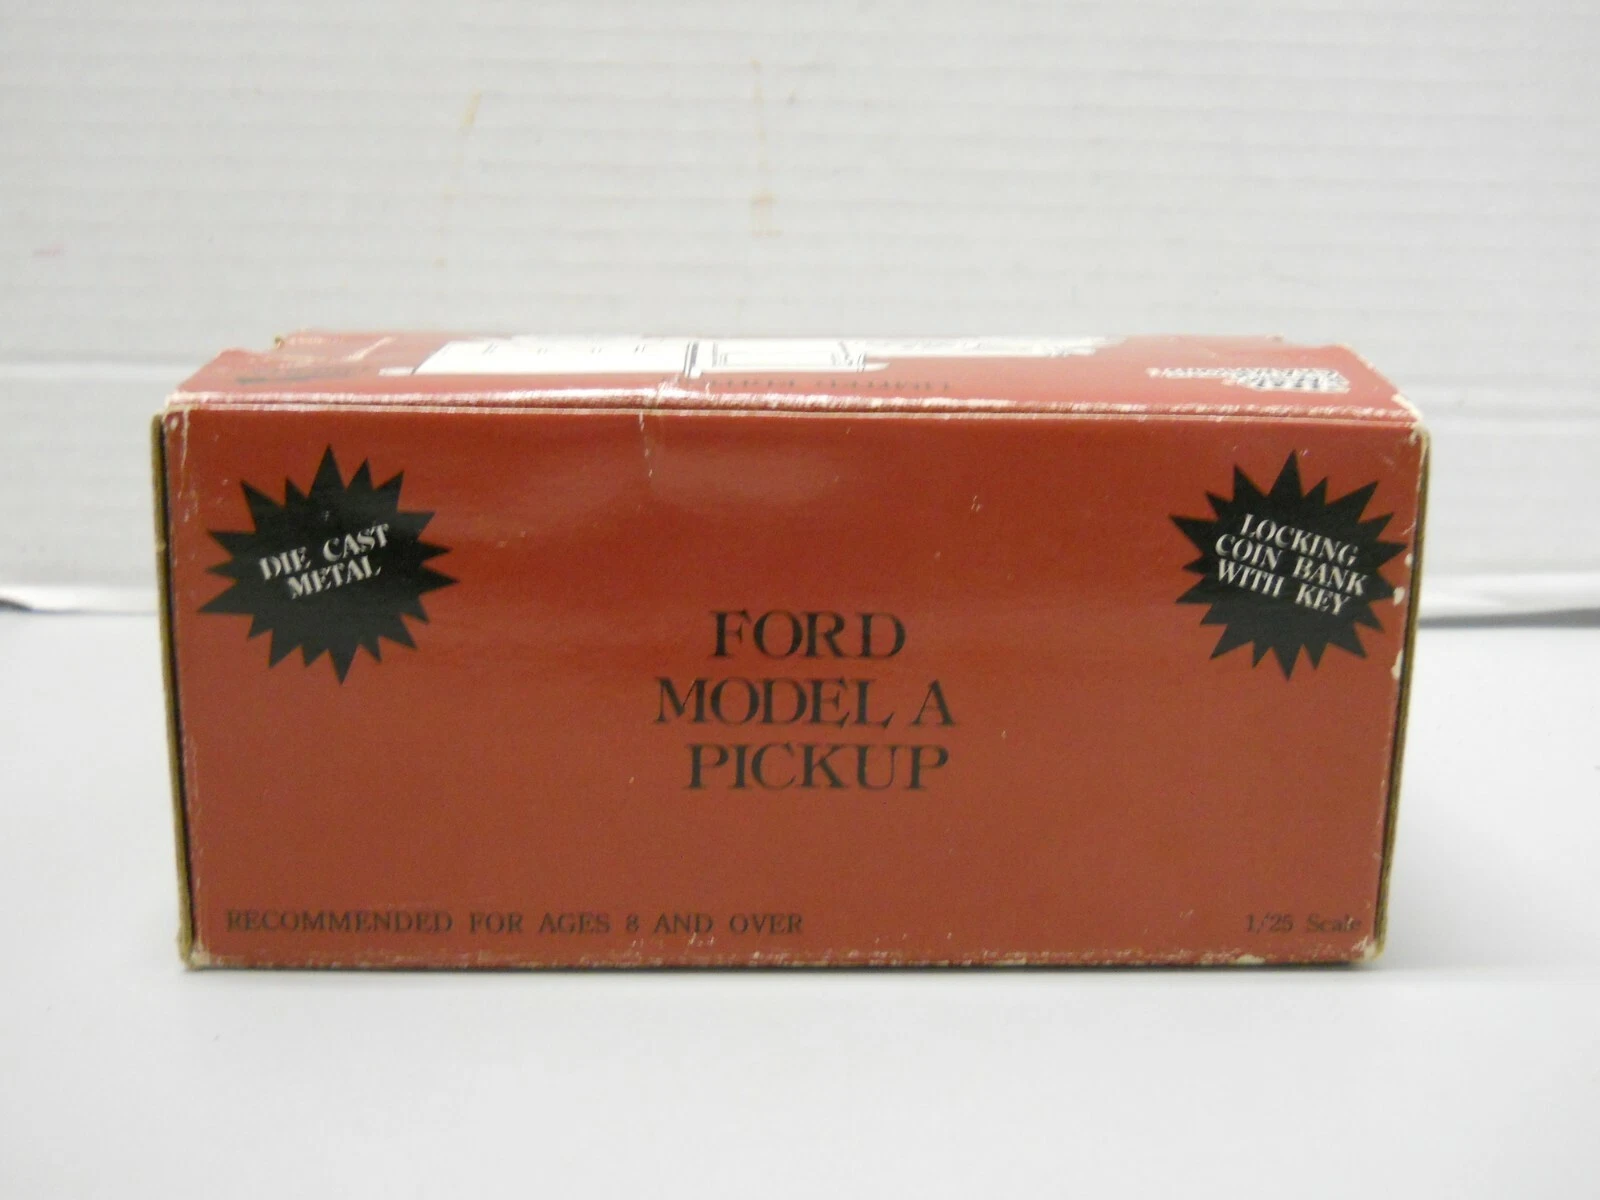 DIE CAST
METAL
LOCKING
COIN BANK
WITH KEY
FORD
MODEL A
PICKUP
RECOMMENDED FOR AGES 8 AND OVER
1/25 Scale